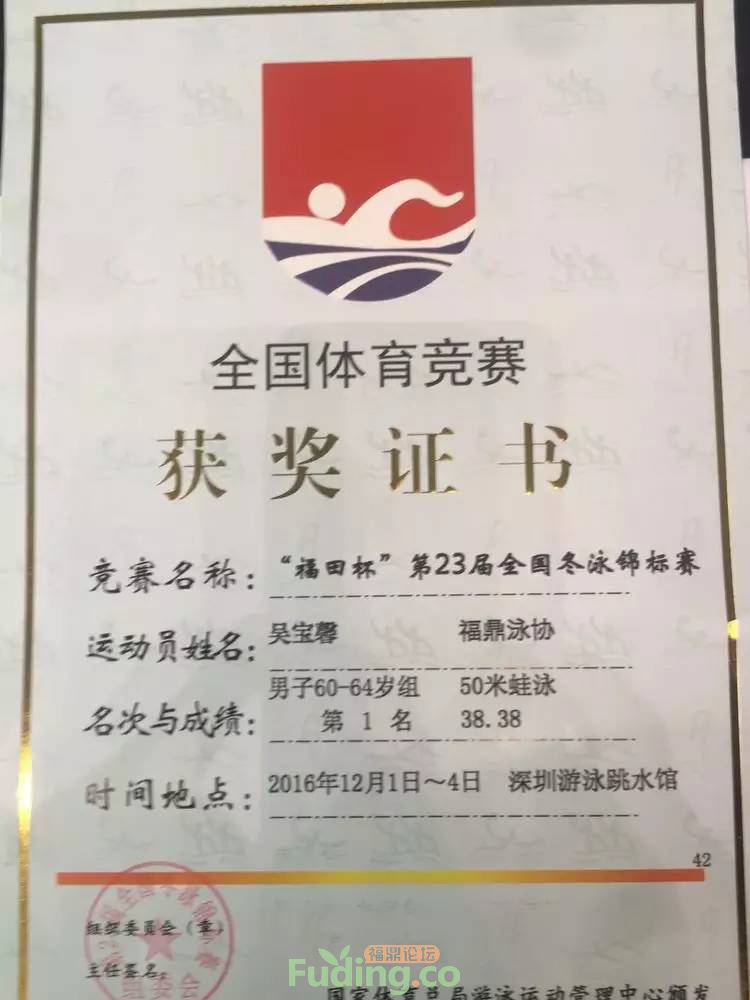 全国体育竞赛
获奖证书
竞赛名称：“福田杯”第23届全国冬泳锦标赛
运动员姓名：吴宝馨 福鼎泳协
男子60-64岁组 50米蛙泳
名次与成绩：第 1 名 38.38
时间地点：2016年12月1日～4日 深圳游泳跳水馆
42
组织委员会（章）
主任签名：
福鼎论坛
Fuding.co
国家体育总局游泳运动管理中心颁发